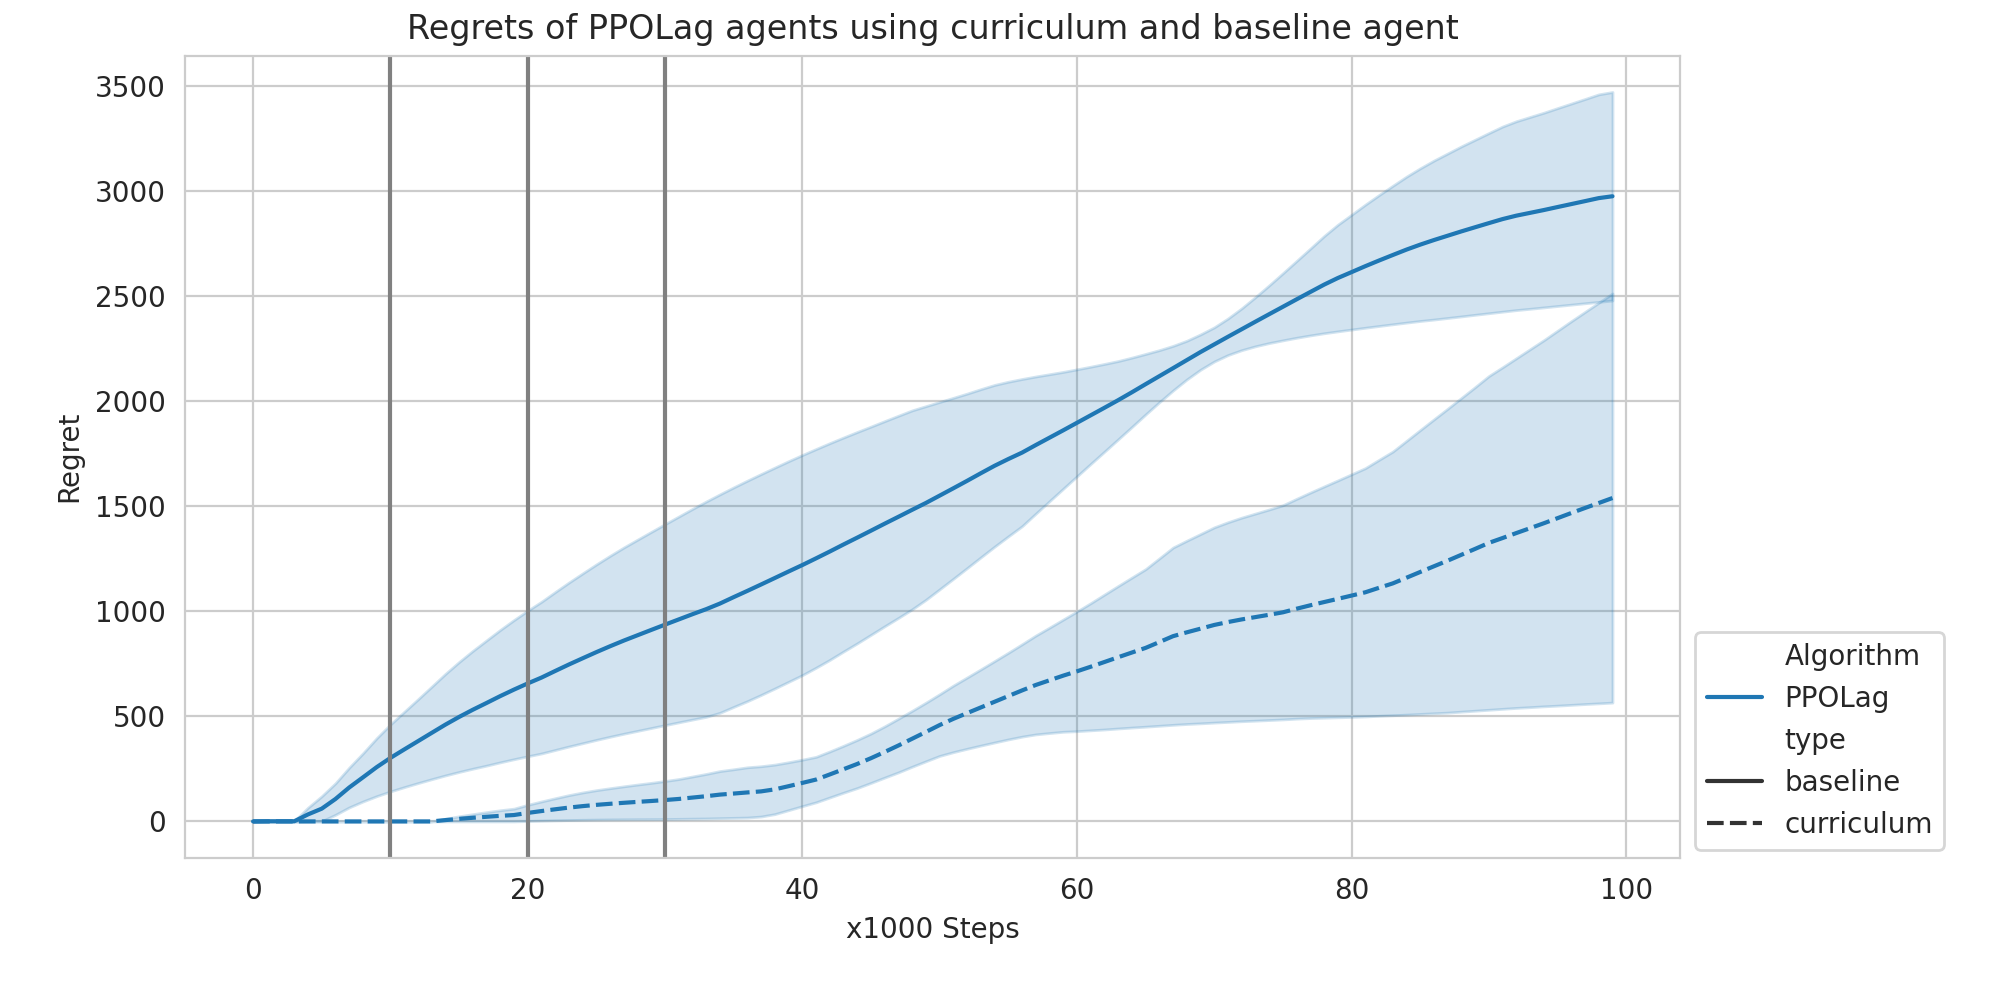 Regrets of PPOLag agents using curriculum and baseline agent
3500
3000
2500
2000
1500
1000
500
0
Regret
0 20 40 60 80 100
x1000 Steps
Algorithm
PPOLag
type
baseline
curriculum